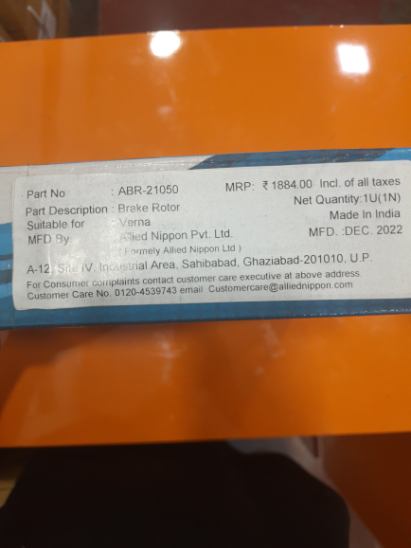 Part No : ABR-21050 MRP: ₹ 1884.00 Incl. of all taxes
Part Description : Brake Rotor Net Quantity:1U(1N)
Suitable for : Verna Made In India
MFD By: Allied Nippon Pvt. Ltd. MFD. :DEC. 2022
( Formely Allied Nippon Ltd )
A-12, Site IV, Industrial Area, Sahibabad, Ghaziabad-201010, U.P.
For Consumer complaints contact customer care executive at above address.
Customer Care No. 0120-4539743 email Customercare@alliednippon.com